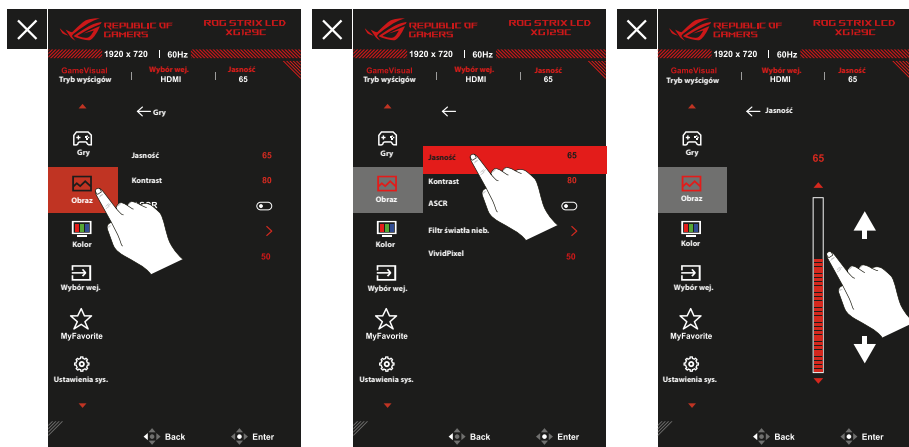 REPUBLIC OF
GAMERS
ROG STRIX LCD
XG129C
1920 x 720 | 60Hz
GameVisual
Tryb wyścigów
Wybór wej.
HDMI
Jasność
65
Gry
Gry
Jasność 65
Obraz
Kontrast 80
ASCR
Kolor
50
Wybór wej.
MyFavorite
Ustawienia sys.
Back
Enter
REPUBLIC OF
GAMERS
ROG STRIX LCD
XG129C
1920 x 720 | 60Hz
GameVisual
Tryb wyścigów
Wybór wej.
HDMI
Jasność
65
Gry
Jasność 65
Obraz
Kontrast 80
ASCR
Kolor
Filtr światła nieb.
VividPixel 50
Wybór wej.
MyFavorite
Ustawienia sys.
Back
Enter
REPUBLIC OF
GAMERS
ROG STRIX LCD
XG129C
1920 x 720 | 60Hz
GameVisual
Tryb wyścigów
Wybór wej.
HDMI
Jasność
65
Jasność
Gry
65
Obraz
Kolor
Wybór wej.
MyFavorite
Ustawienia sys.
Back
Enter